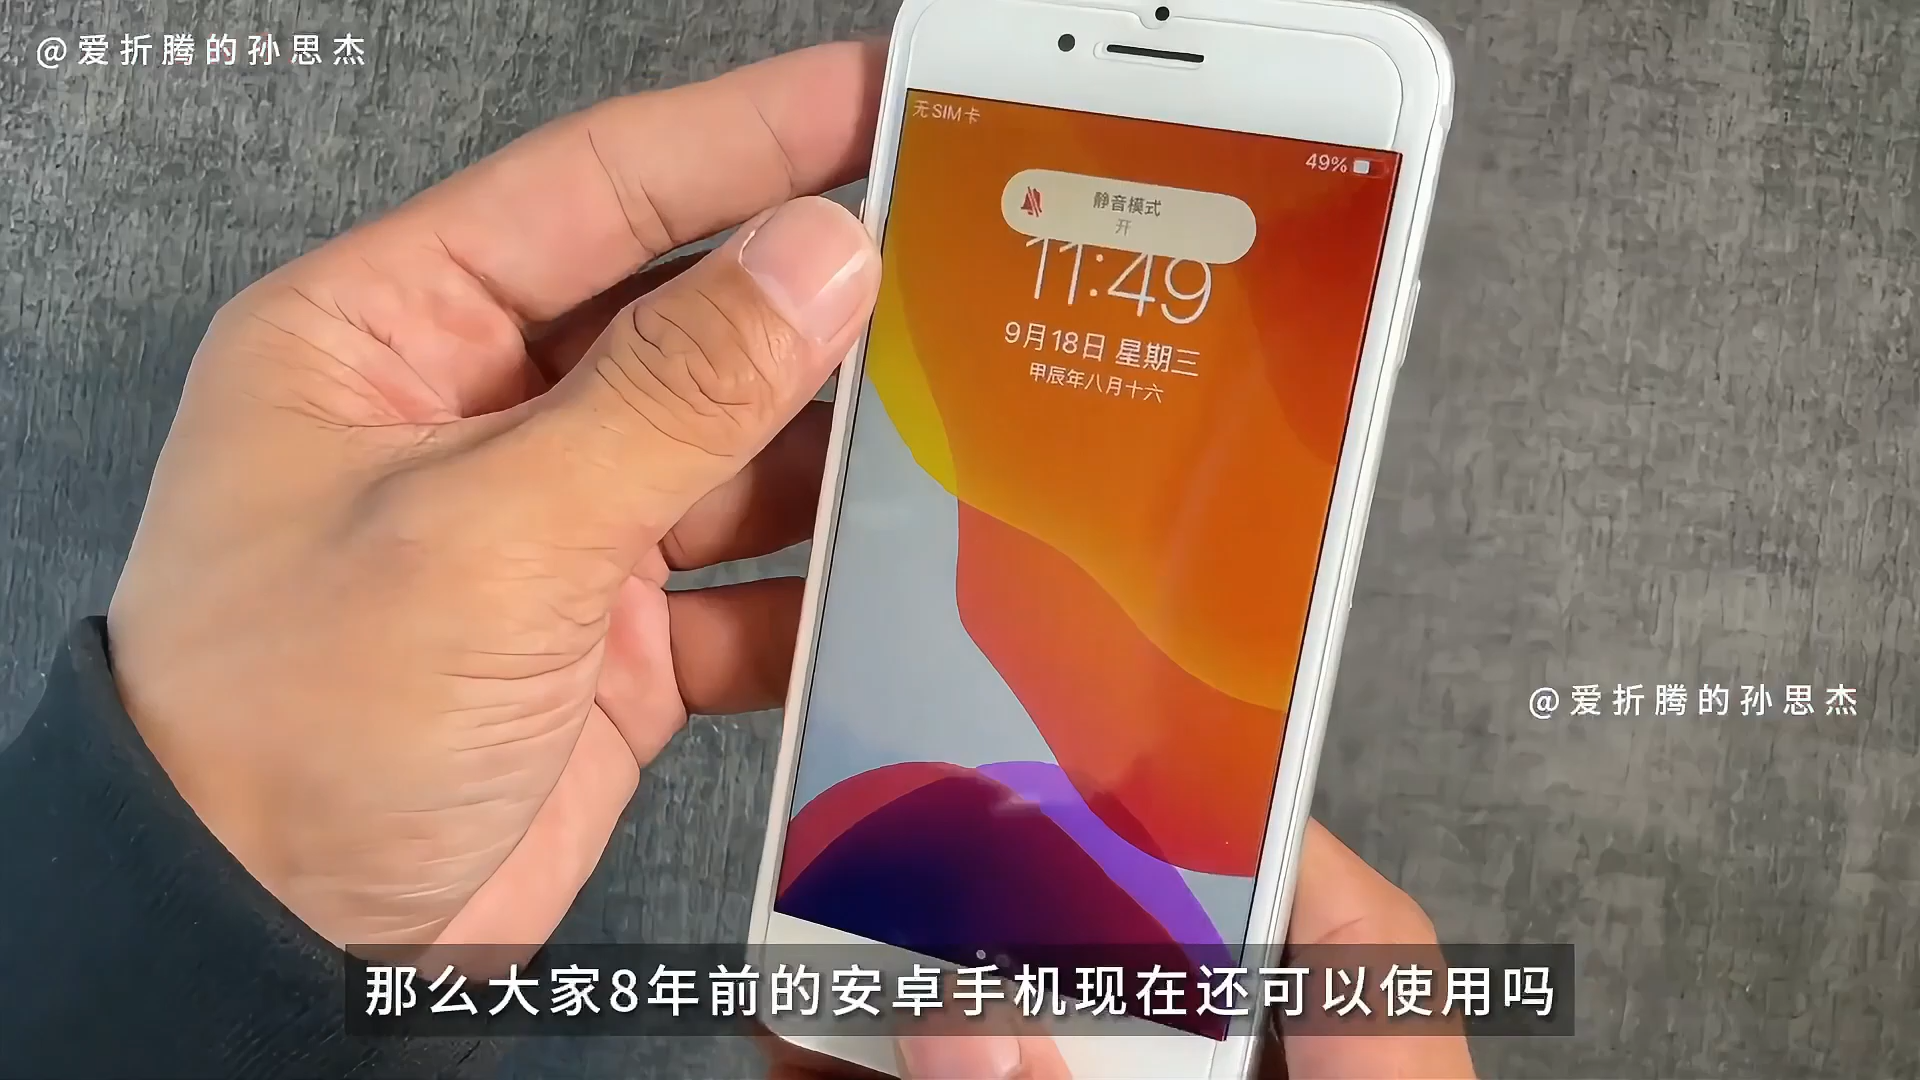 @爱折腾的孙思杰
无SIM卡
49%
静音模式
开
11:49
9月18日 星期三
甲辰年八月十六
@爱折腾的孙思杰
那么大家8年前的安卓手机现在还可以使用吗